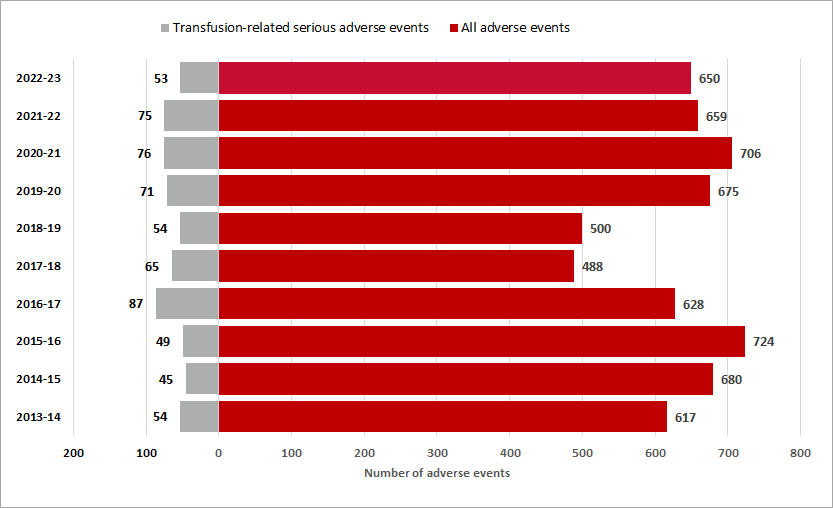 Transfusion-related serious adverse events All adverse events
2022-23 53 650
2021-22 75 659
2020-21 76 706
2019-20 71 675
2018-19 54 500
2017-18 65 488
2016-17 87 628
2015-16 49 724
2014-15 45 680
2013-14 54 617
200 100 0 100 200 300 400 500 600 700 800
Number of adverse events